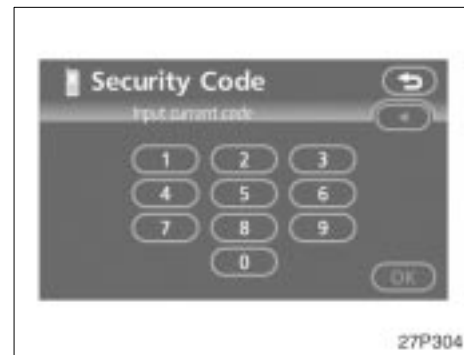 Security Code
Input current code
1 2 3
4 5 6
7 8 9
0
OK
27P304